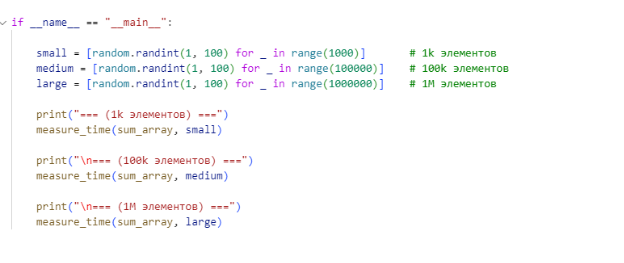 if __name__ == "__main__":
small = [random.randint(1, 100) for _ in range(1000)] # 1k элементов
medium = [random.randint(1, 100) for _ in range(100000)] # 100k элементов
large = [random.randint(1, 100) for _ in range(1000000)] # 1M элементов
print("=== (1k элементов) ===")
measure_time(sum_array, small)
print("\n=== (100k элементов) ===")
measure_time(sum_array, medium)
print("\n=== (1M элементов) ===")
measure_time(sum_array, large)